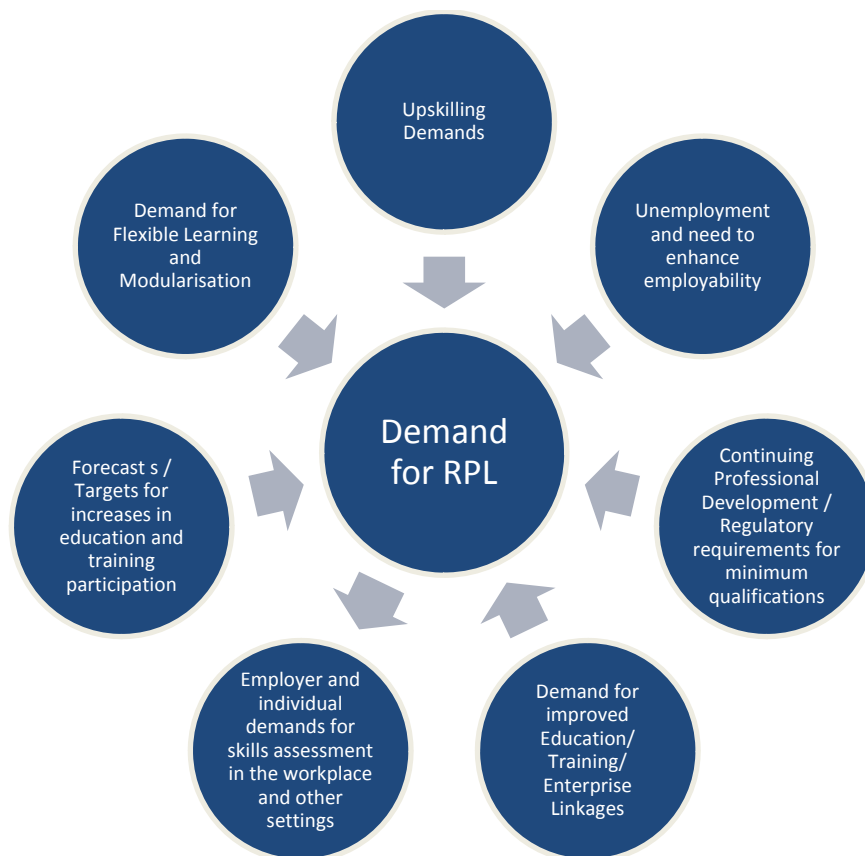 Upskilling
Demands
Demand for
Flexible Learning
and
Modularisation
Unemployment
and need to
enhance
employability
Demand
for RPL
Forecast s /
Targets for
increases in
education and
training
participation
Continuing
Professional
Development /
Regulatory
requirements for
minimum
qualifications
Employer and
individual
demands for
skills assessment
in the workplace
and other
settings
Demand for
improved
Education/
Training/
Enterprise
Linkages